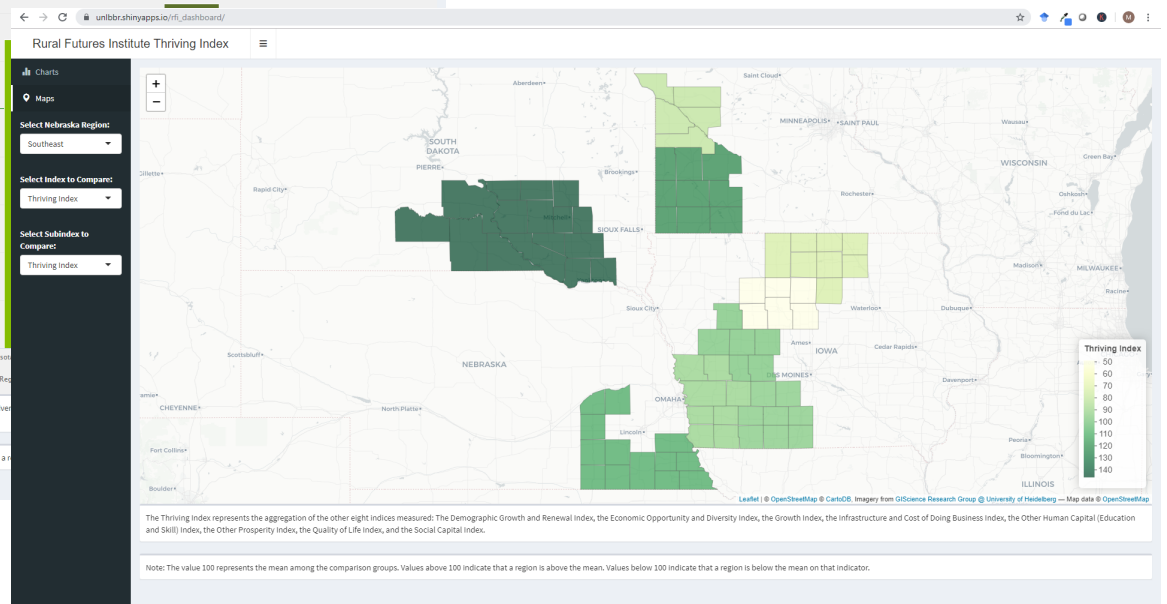 unlbbr.shinyapps.io/rfi_dashboard/
M
Rural Futures Institute Thriving Index
Charts
Maps
Select Nebraska Region:
Southeast
Select Index to Compare:
Thriving Index
Select Subindex to
Compare:
Thriving Index
+
−
Aberdeen
Saint Cloud
MINNEAPOLIS
SAINT PAUL
SOUTH
DAKOTA
PIERRE
Wausau
WISCONSIN
Green Bay
Gillette
Rapid City
Brookings
Rochester
Oshkosh
Fond du Lac
Mitchell
SIOUX FALLS
Madison
MILWAUKEE
Racine
Sioux City
Waterloo
Dubuque
Ames
IOWA
Cedar Rapids
Scottsbluff
NEBRASKA
DES MOINES
Davenport
OMAHA
CHEYENNE
North Platte
Lincoln
Peoria
Fort Collins
Bloomington
Boulder
ILLINOIS
Thriving Index
50
60
70
80
90
100
110
120
130
140
Leaflet | © OpenStreetMap © CartoDB, Imagery from GIScience Research Group @ University of Heidelberg — Map data © OpenStreetMap
The Thriving Index represents the aggregation of the other eight indices measured: The Demographic Growth and Renewal Index, the Economic Opportunity and Diversity Index, the Growth Index, the Infrastructure and Cost of Doing Business Index, the Other Human Capital (Education
and Skill) Index, the Other Prosperity Index, the Quality of Life Index, and the Social Capital Index.
Note: The value 100 represents the mean among the comparison groups. Values above 100 indicate that a region is above the mean. Values below 100 indicate that a region is below the mean on that indicator.